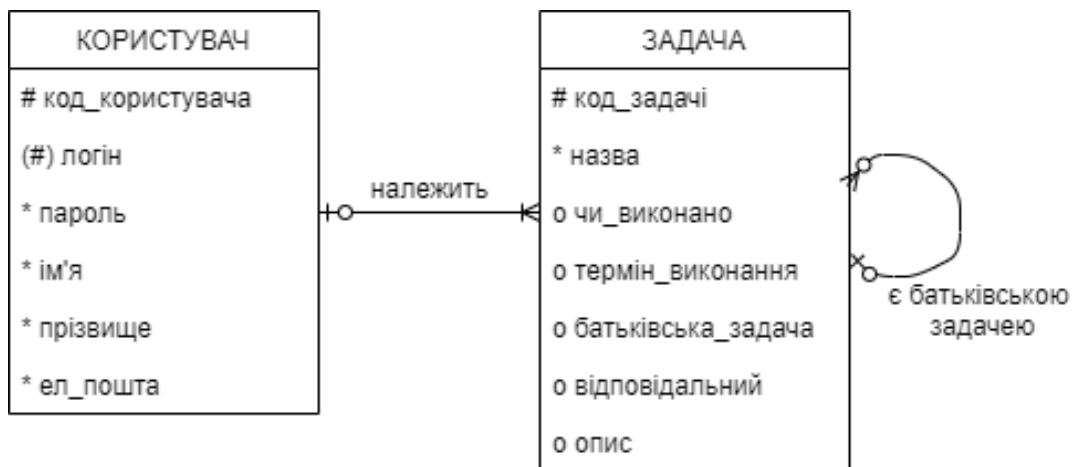 КОРИСТУВАЧ
# код_користувача
(#) логін
* пароль
* ім'я
* прізвище
* ел_пошта
належить
ЗАДАЧА
# код_задачі
* назва
о чи_виконано
о термін_виконання
о батьківська_задача
о відповідальний
о опис
є батьківською
задачею